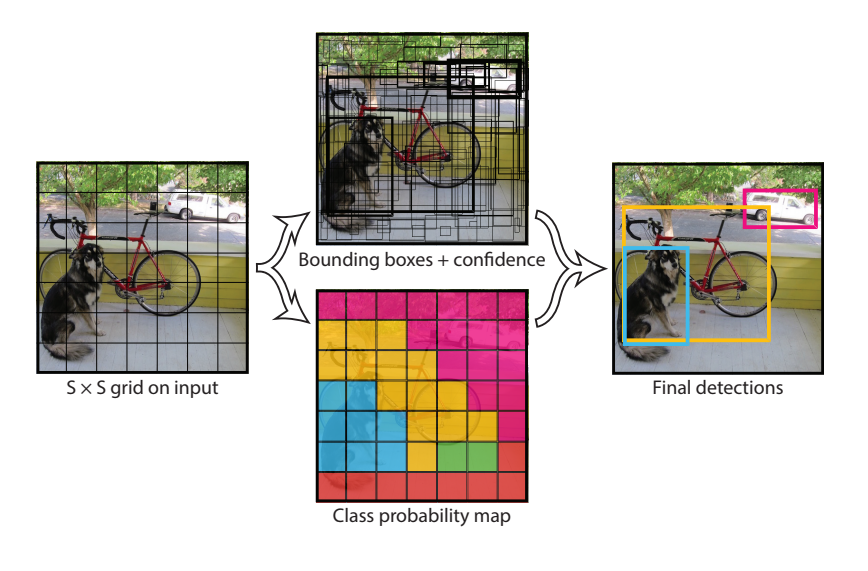 S × S grid on input
Bounding boxes + confidence
Class probability map
Final detections